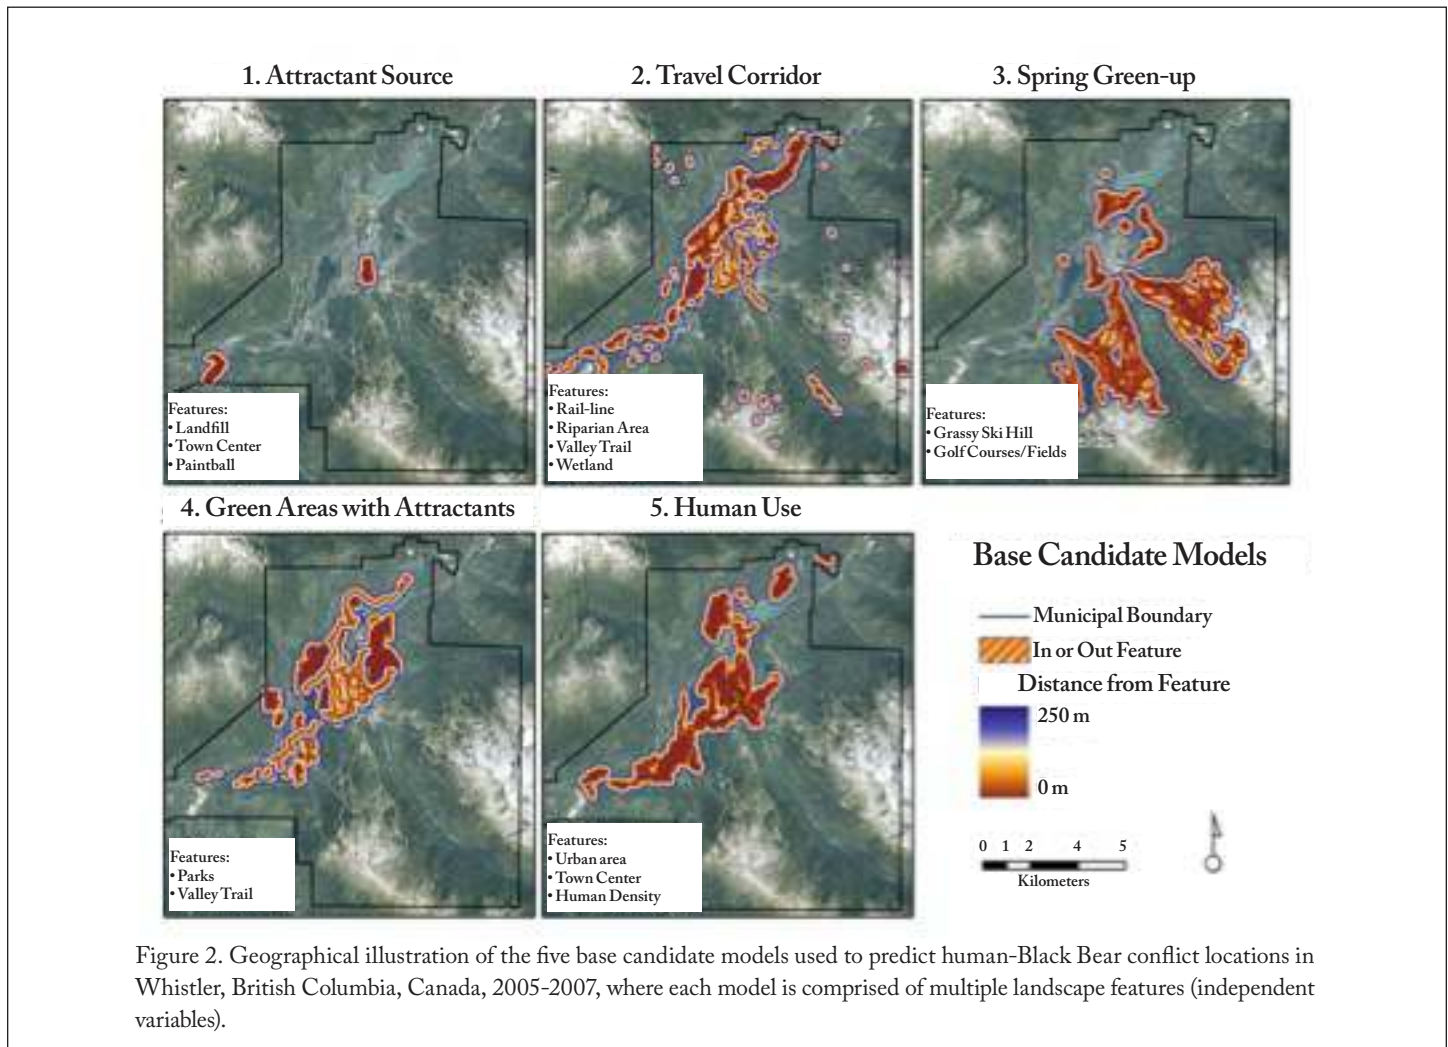 1. Attractant Source
2. Travel Corridor
3. Spring Green-up
Features:
• Landfill
• Town Center
• Paintball
Features:
• Rail-line
• Riparian Area
• Valley Trail
• Wetland
Features:
• Grassy Ski Hill
• Golf Courses/Fields
4. Green Areas with Attractants
5. Human Use
Features:
• Parks
• Valley Trail
Features:
• Urban area
• Town Center
• Human Density
Base Candidate Models
Municipal Boundary
In or Out Feature
Distance from Feature
250 m
0 m
0 1 2 4 5
Kilometers
Figure 2. Geographical illustration of the five base candidate models used to predict human-Black Bear conflict locations in
Whistler, British Columbia, Canada, 2005-2007, where each model is comprised of multiple landscape features (independent
variables).